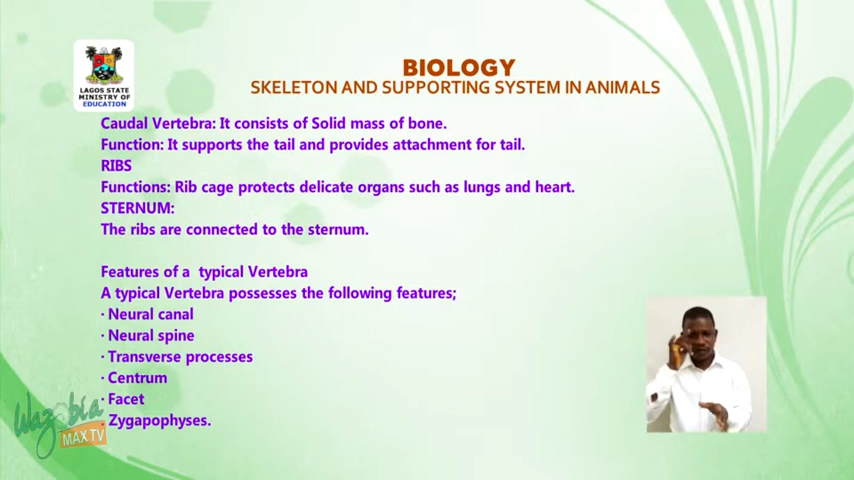 BIOLOGY
SKELETON AND SUPPORTING SYSTEM IN ANIMALS
LAGOS STATE
MINISTRY OF
EDUCATION
Caudal Vertebra: It consists of Solid mass of bone.
Function: It supports the tail and provides attachment for tail.
RIBS
Functions: Rib cage protects delicate organs such as lungs and heart.
STERNUM:
The ribs are connected to the sternum.
Features of a typical Vertebra
A typical Vertebra possesses the following features;
· Neural canal
· Neural spine
· Transverse processes
· Centrum
· Facet
· Zygapophyses.
Wazobia
MAX TV